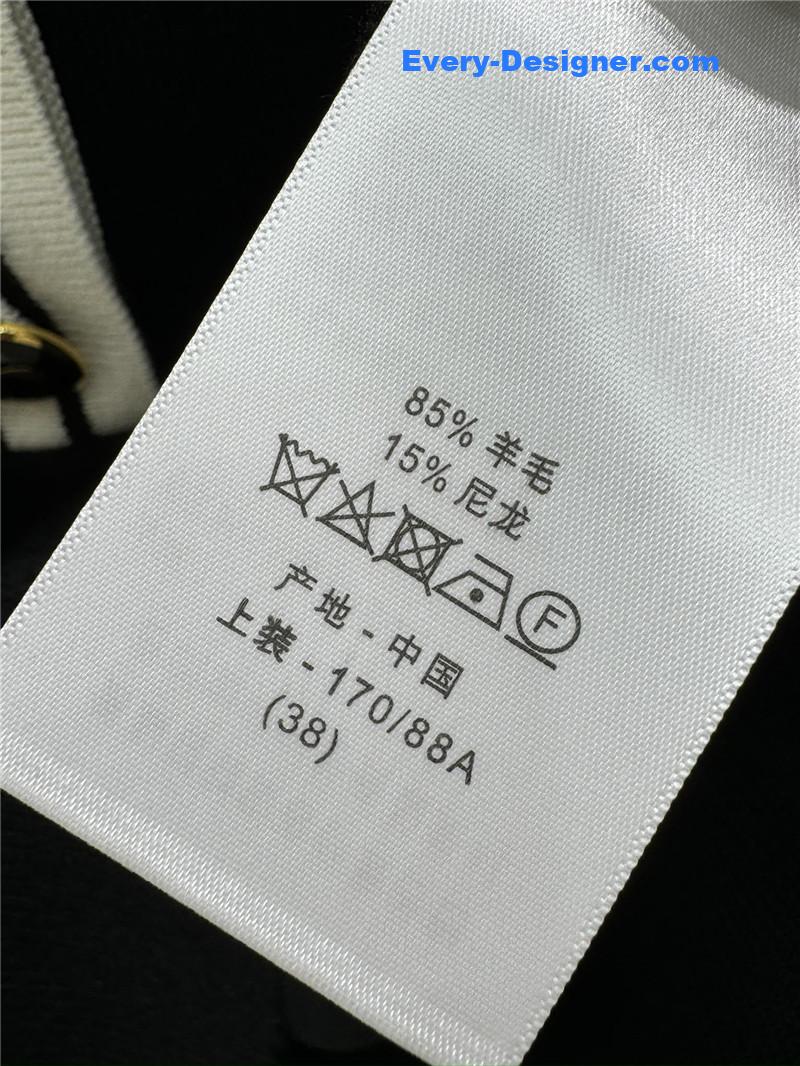 Every-Designer.com
85% 羊毛
15% 尼龙
F
产地 - 中国
上装 - 170/88A
(38)